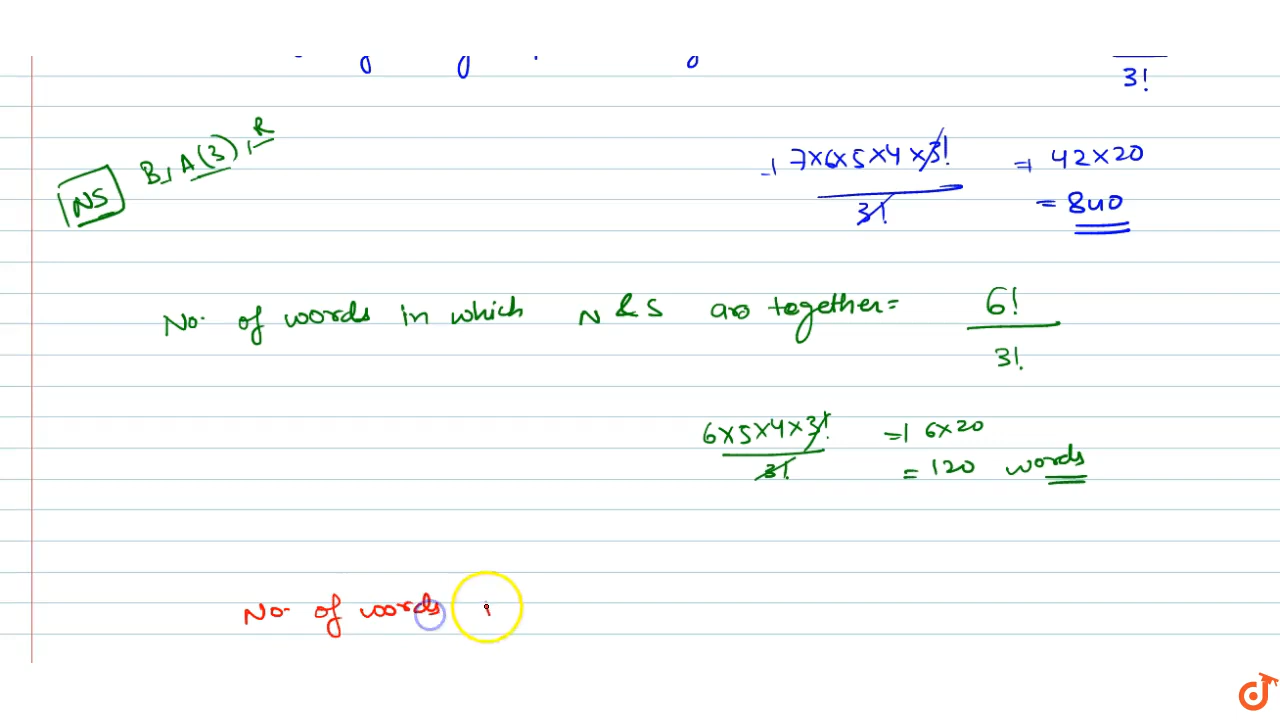 3!
B, A(3), R
NS
= 7×6×5×4×3! / 3! = 42×20
= 840
No. of words in which N & S are together = 6! / 3!
6×5×4×3! / 3! = 6×20
= 120 words
No. of words